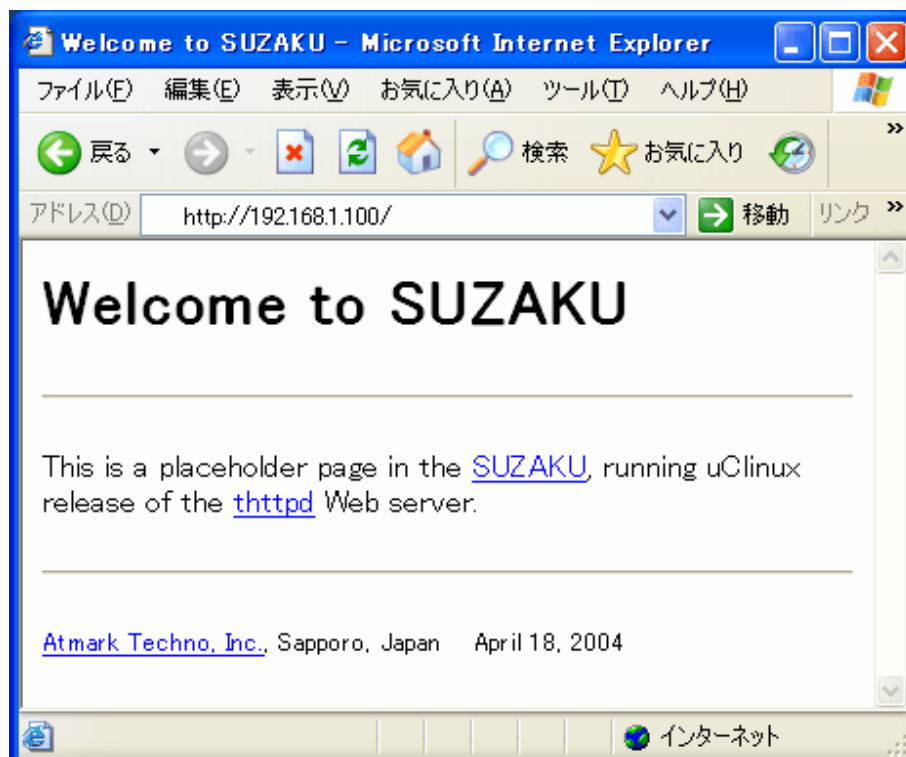 Welcome to SUZAKU - Microsoft Internet Explorer
ファイル(F) 編集(E) 表示(V) お気に入り(A) ツール(T) ヘルプ(H)
戻る 検索 お気に入り »
アドレス(D) http://192.168.1.100/ 移動 リンク »
Welcome to SUZAKU
This is a placeholder page in the SUZAKU, running uClinux
release of the thttpd Web server.
Atmark Techno, Inc., Sapporo, Japan April 18, 2004
インターネット